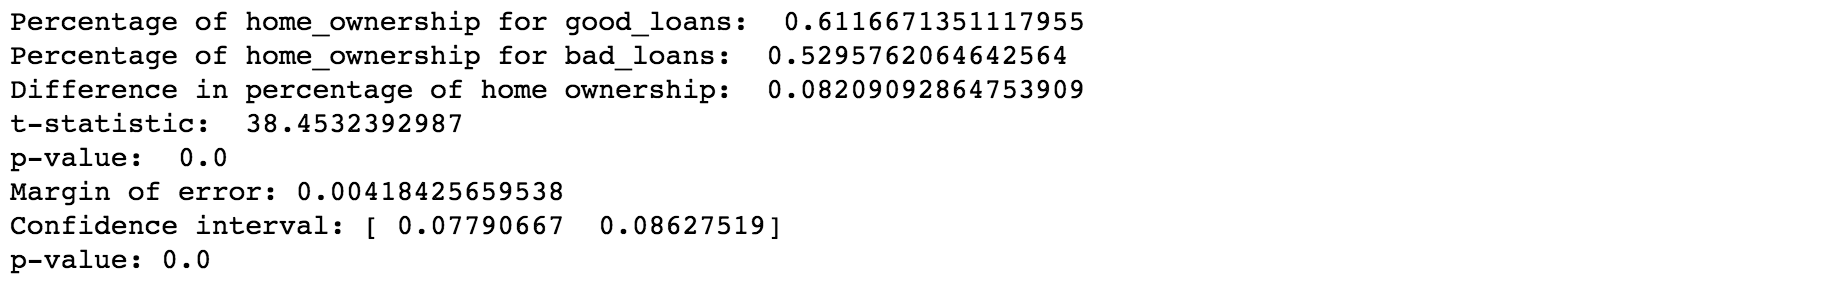 Percentage of home_ownership for good_loans:  0.6116671351117955
Percentage of home_ownership for bad_loans:  0.5295762064642564
Difference in percentage of home ownership:  0.08209092864753909
t-statistic:  38.4532392987
p-value:  0.0
Margin of error: 0.00418425659538
Confidence interval: [ 0.07790667  0.08627519]
p-value: 0.0